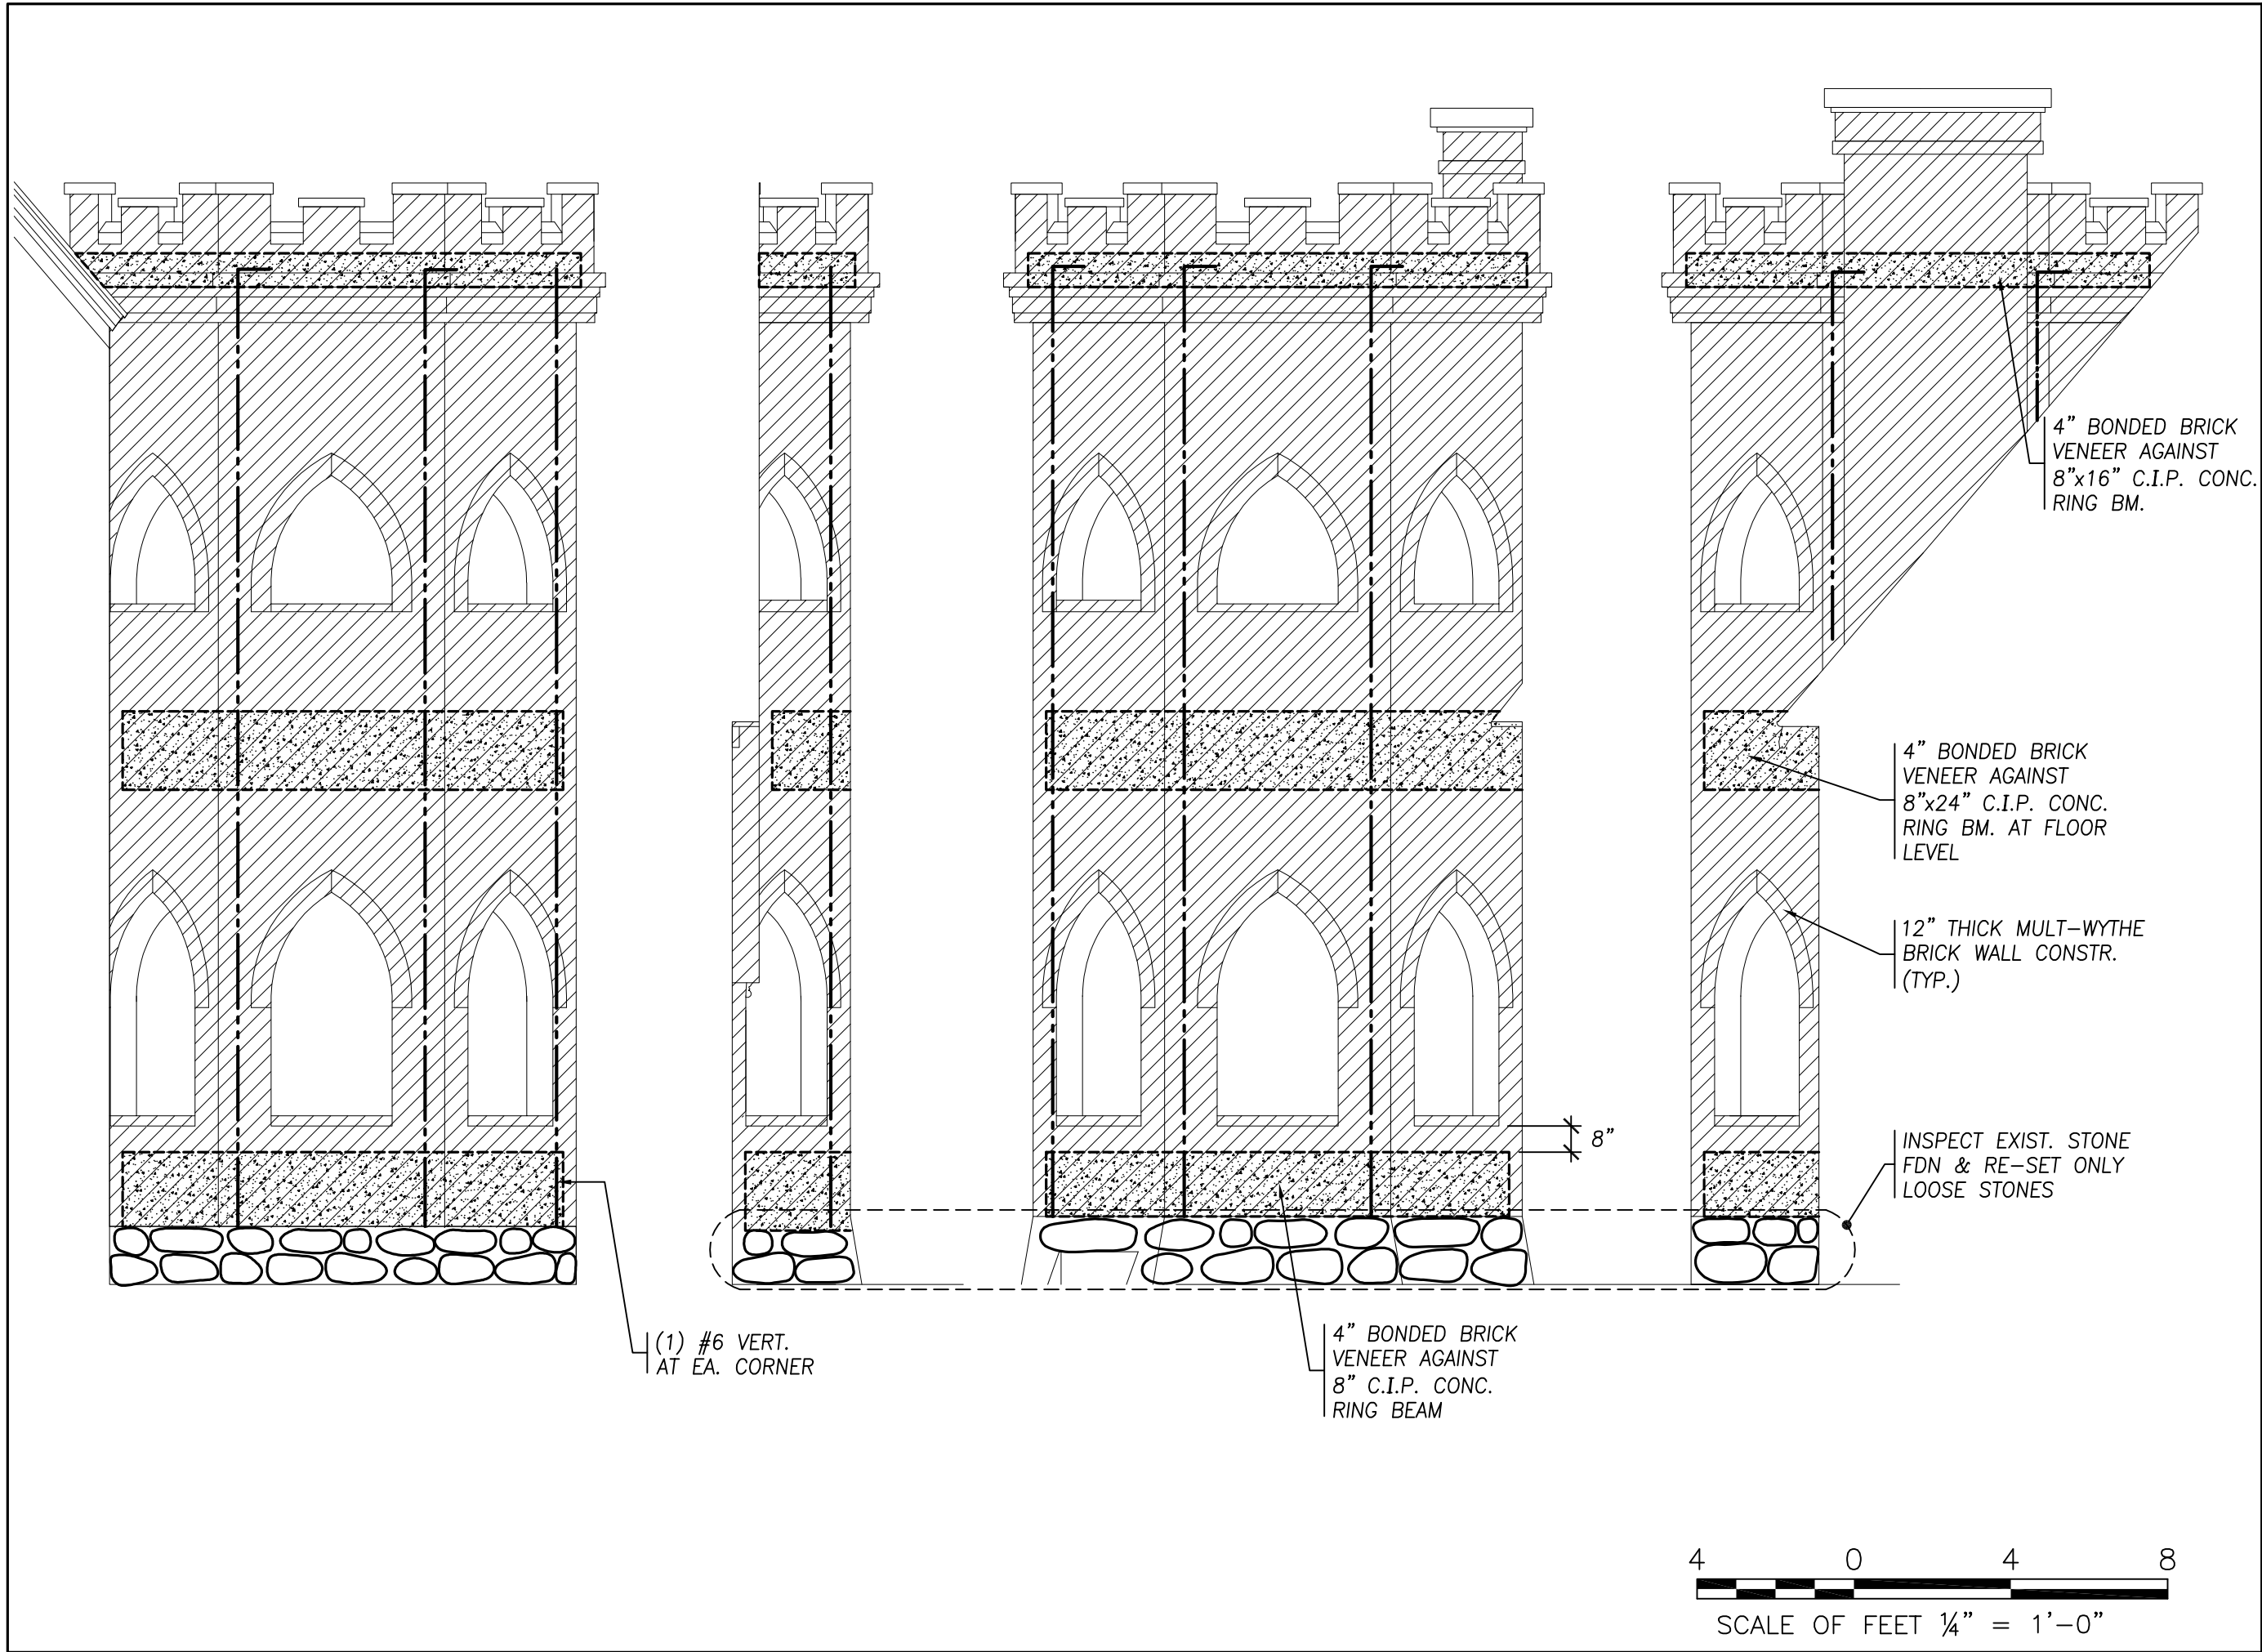 4" BONDED BRICK
VENEER AGAINST
8"x16" C.I.P. CONC.
RING BM.
4" BONDED BRICK
VENEER AGAINST
8"x24" C.I.P. CONC.
RING BM. AT FLOOR
LEVEL
12" THICK MULT-WYTHE
BRICK WALL CONSTR.
(TYP.)
8"
INSPECT EXIST. STONE
FDN & RE-SET ONLY
LOOSE STONES
(1) #6 VERT.
AT EA. CORNER
4" BONDED BRICK
VENEER AGAINST
8" C.I.P. CONC.
RING BEAM
4 0 4 8
SCALE OF FEET ¼" = 1'-0"